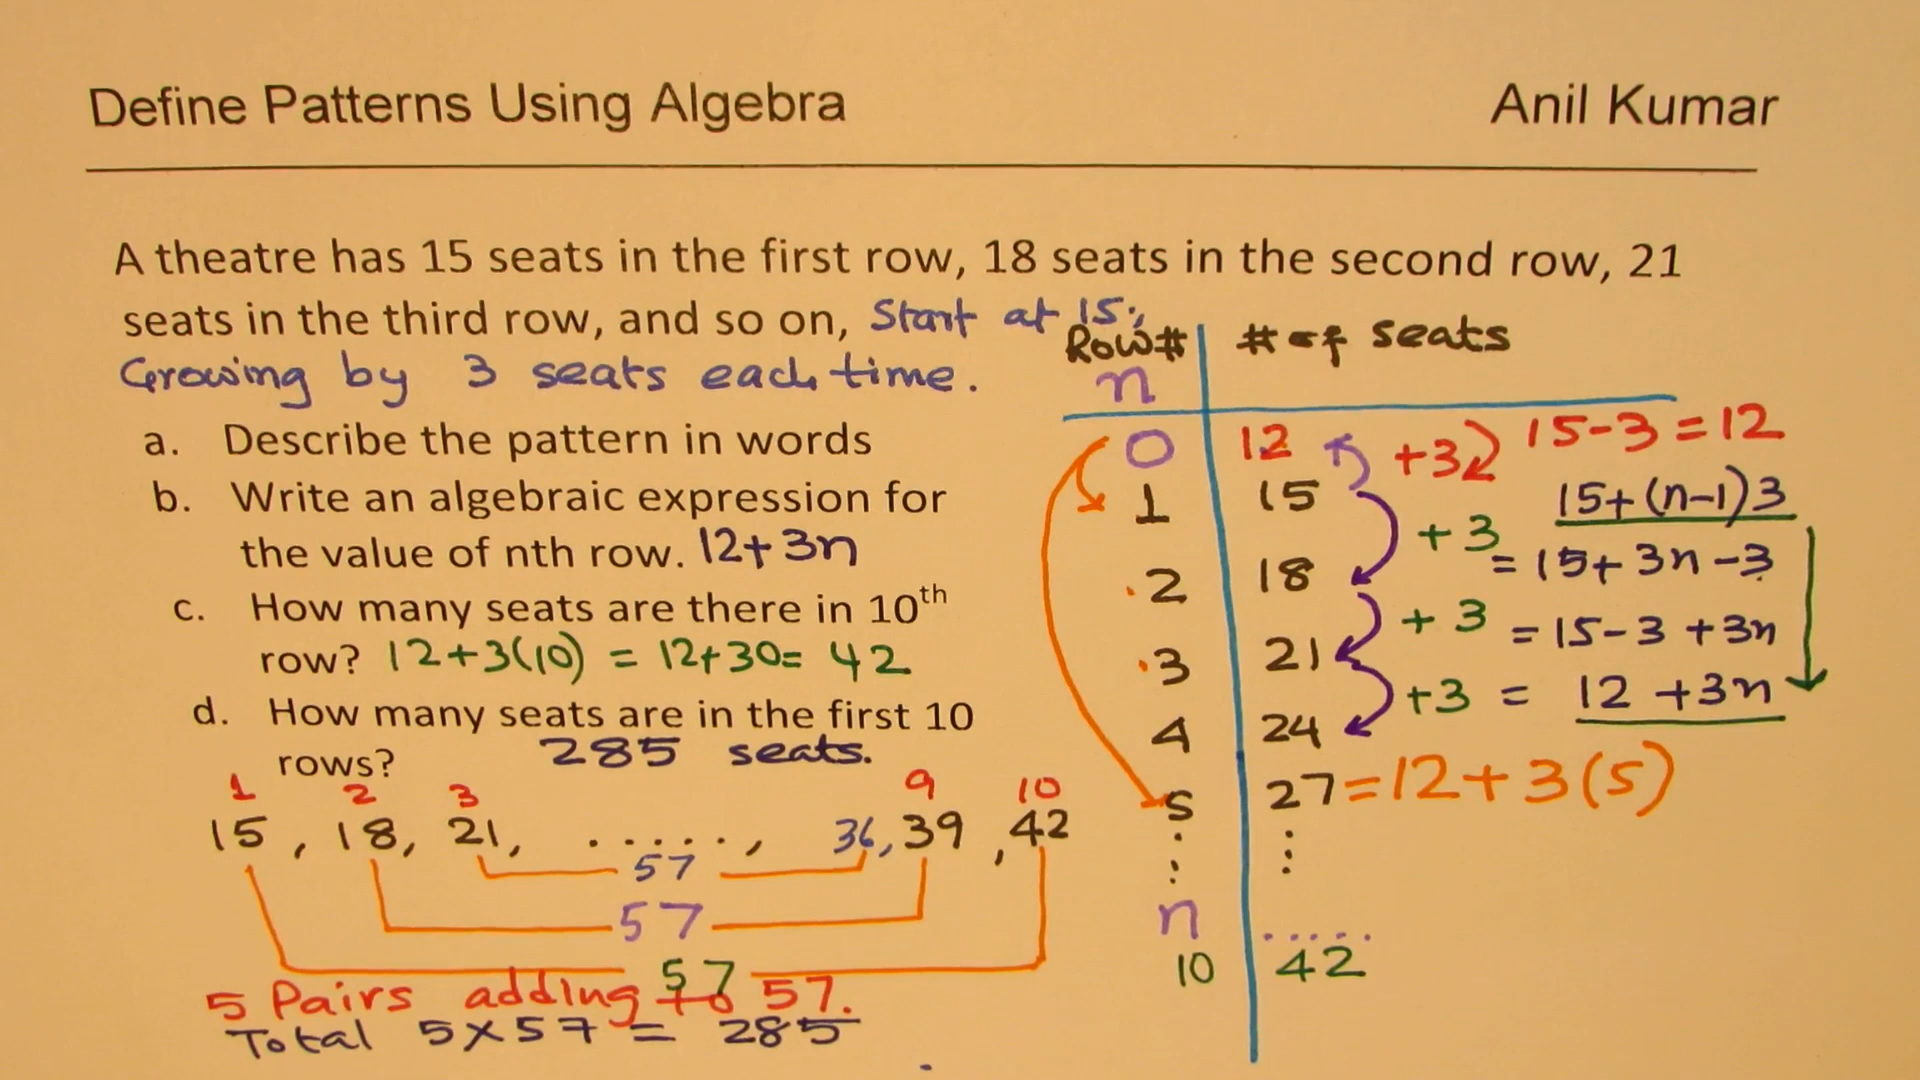 Define Patterns Using Algebra
Anil Kumar
A theatre has 15 seats in the first row, 18 seats in the second row, 21
seats in the third row, and so on, Start at 15,
Growing by 3 seats each time.
a. Describe the pattern in words
b. Write an algebraic expression for
the value of nth row. 12+3n
c. How many seats are there in 10th
row? 12+3(10) = 12+30= 42
d. How many seats are in the first 10
rows? 285 seats.
1 2 3 9 10
15, 18, 21, ....., 36, 39, 42
57
57
57
5 Pairs adding to 57.
Total 5×57 = 285
Row# # of seats
n
0 12 +3 15-3=12
1 15 15+(n-1)3
+3 = 15+3n-3
2 18
+3 = 15-3+3n
3 21
+3 = 12+3n
4 24
5 27 = 12+3(5)
⋮ ⋮
n .....
10 42